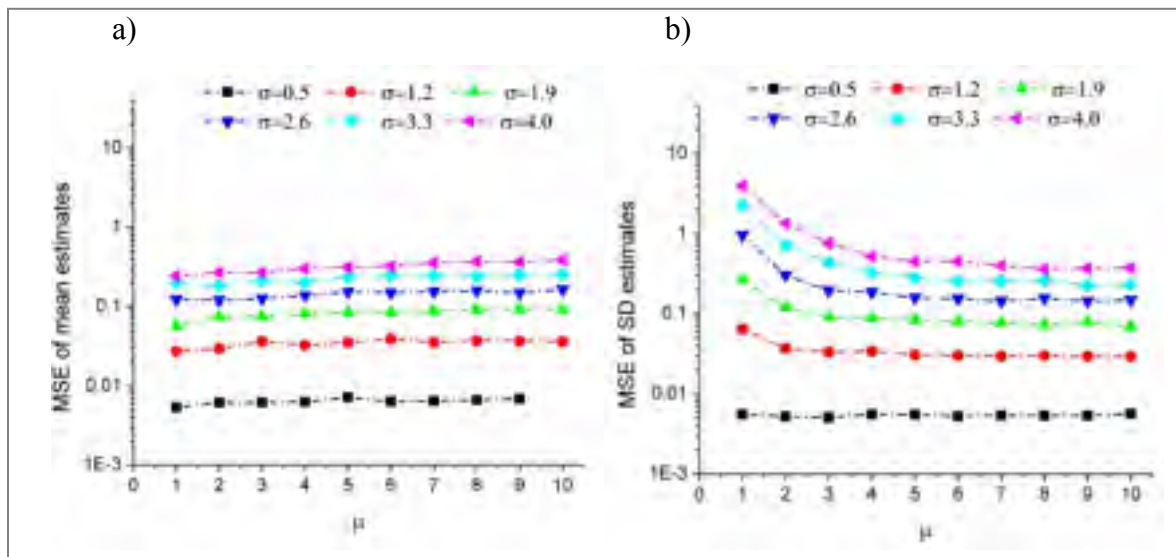 a)
σ=0.5 σ=1.2 σ=1.9
σ=2.6 σ=3.3 σ=4.0
MSE of mean estimates
10
1
0.1
0.01
1E-3
0 1 2 3 4 5 6 7 8 9 10
μ
b)
σ=0.5 σ=1.2 σ=1.9
σ=2.6 σ=3.3 σ=4.0
MSE of SD estimates
10
1
0.1
0.01
1E-3
0 1 2 3 4 5 6 7 8 9 10
μ